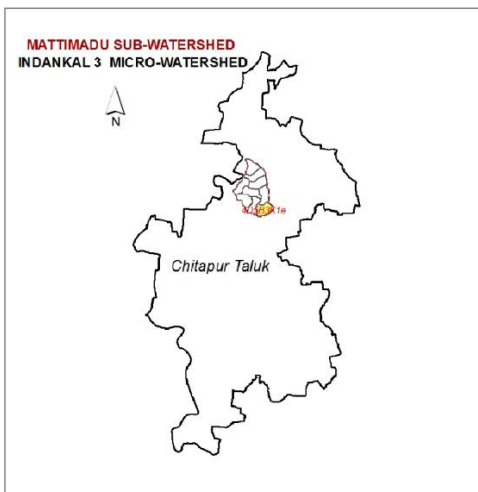 MATTIMADU SUB-WATERSHED
INDANKAL 3 MICRO-WATERSHED
N
Chitapur Taluk